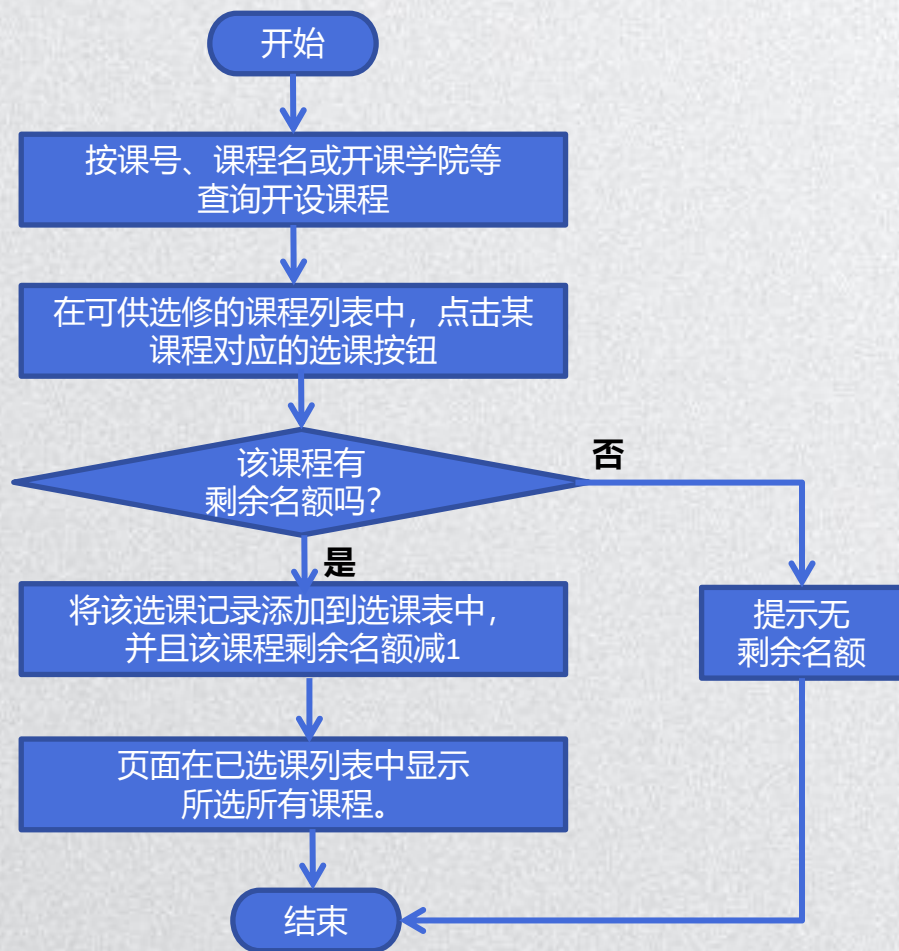 开始
按课号、课程名或开课学院等
查询开设课程
在可供选修的课程列表中，点击某
课程对应的选课按钮
该课程有
剩余名额吗?
否
是
将该选课记录添加到选课表中，
并且该课程剩余名额减1
提示无
剩余名额
页面在已选课列表中显示
所选所有课程。
结束